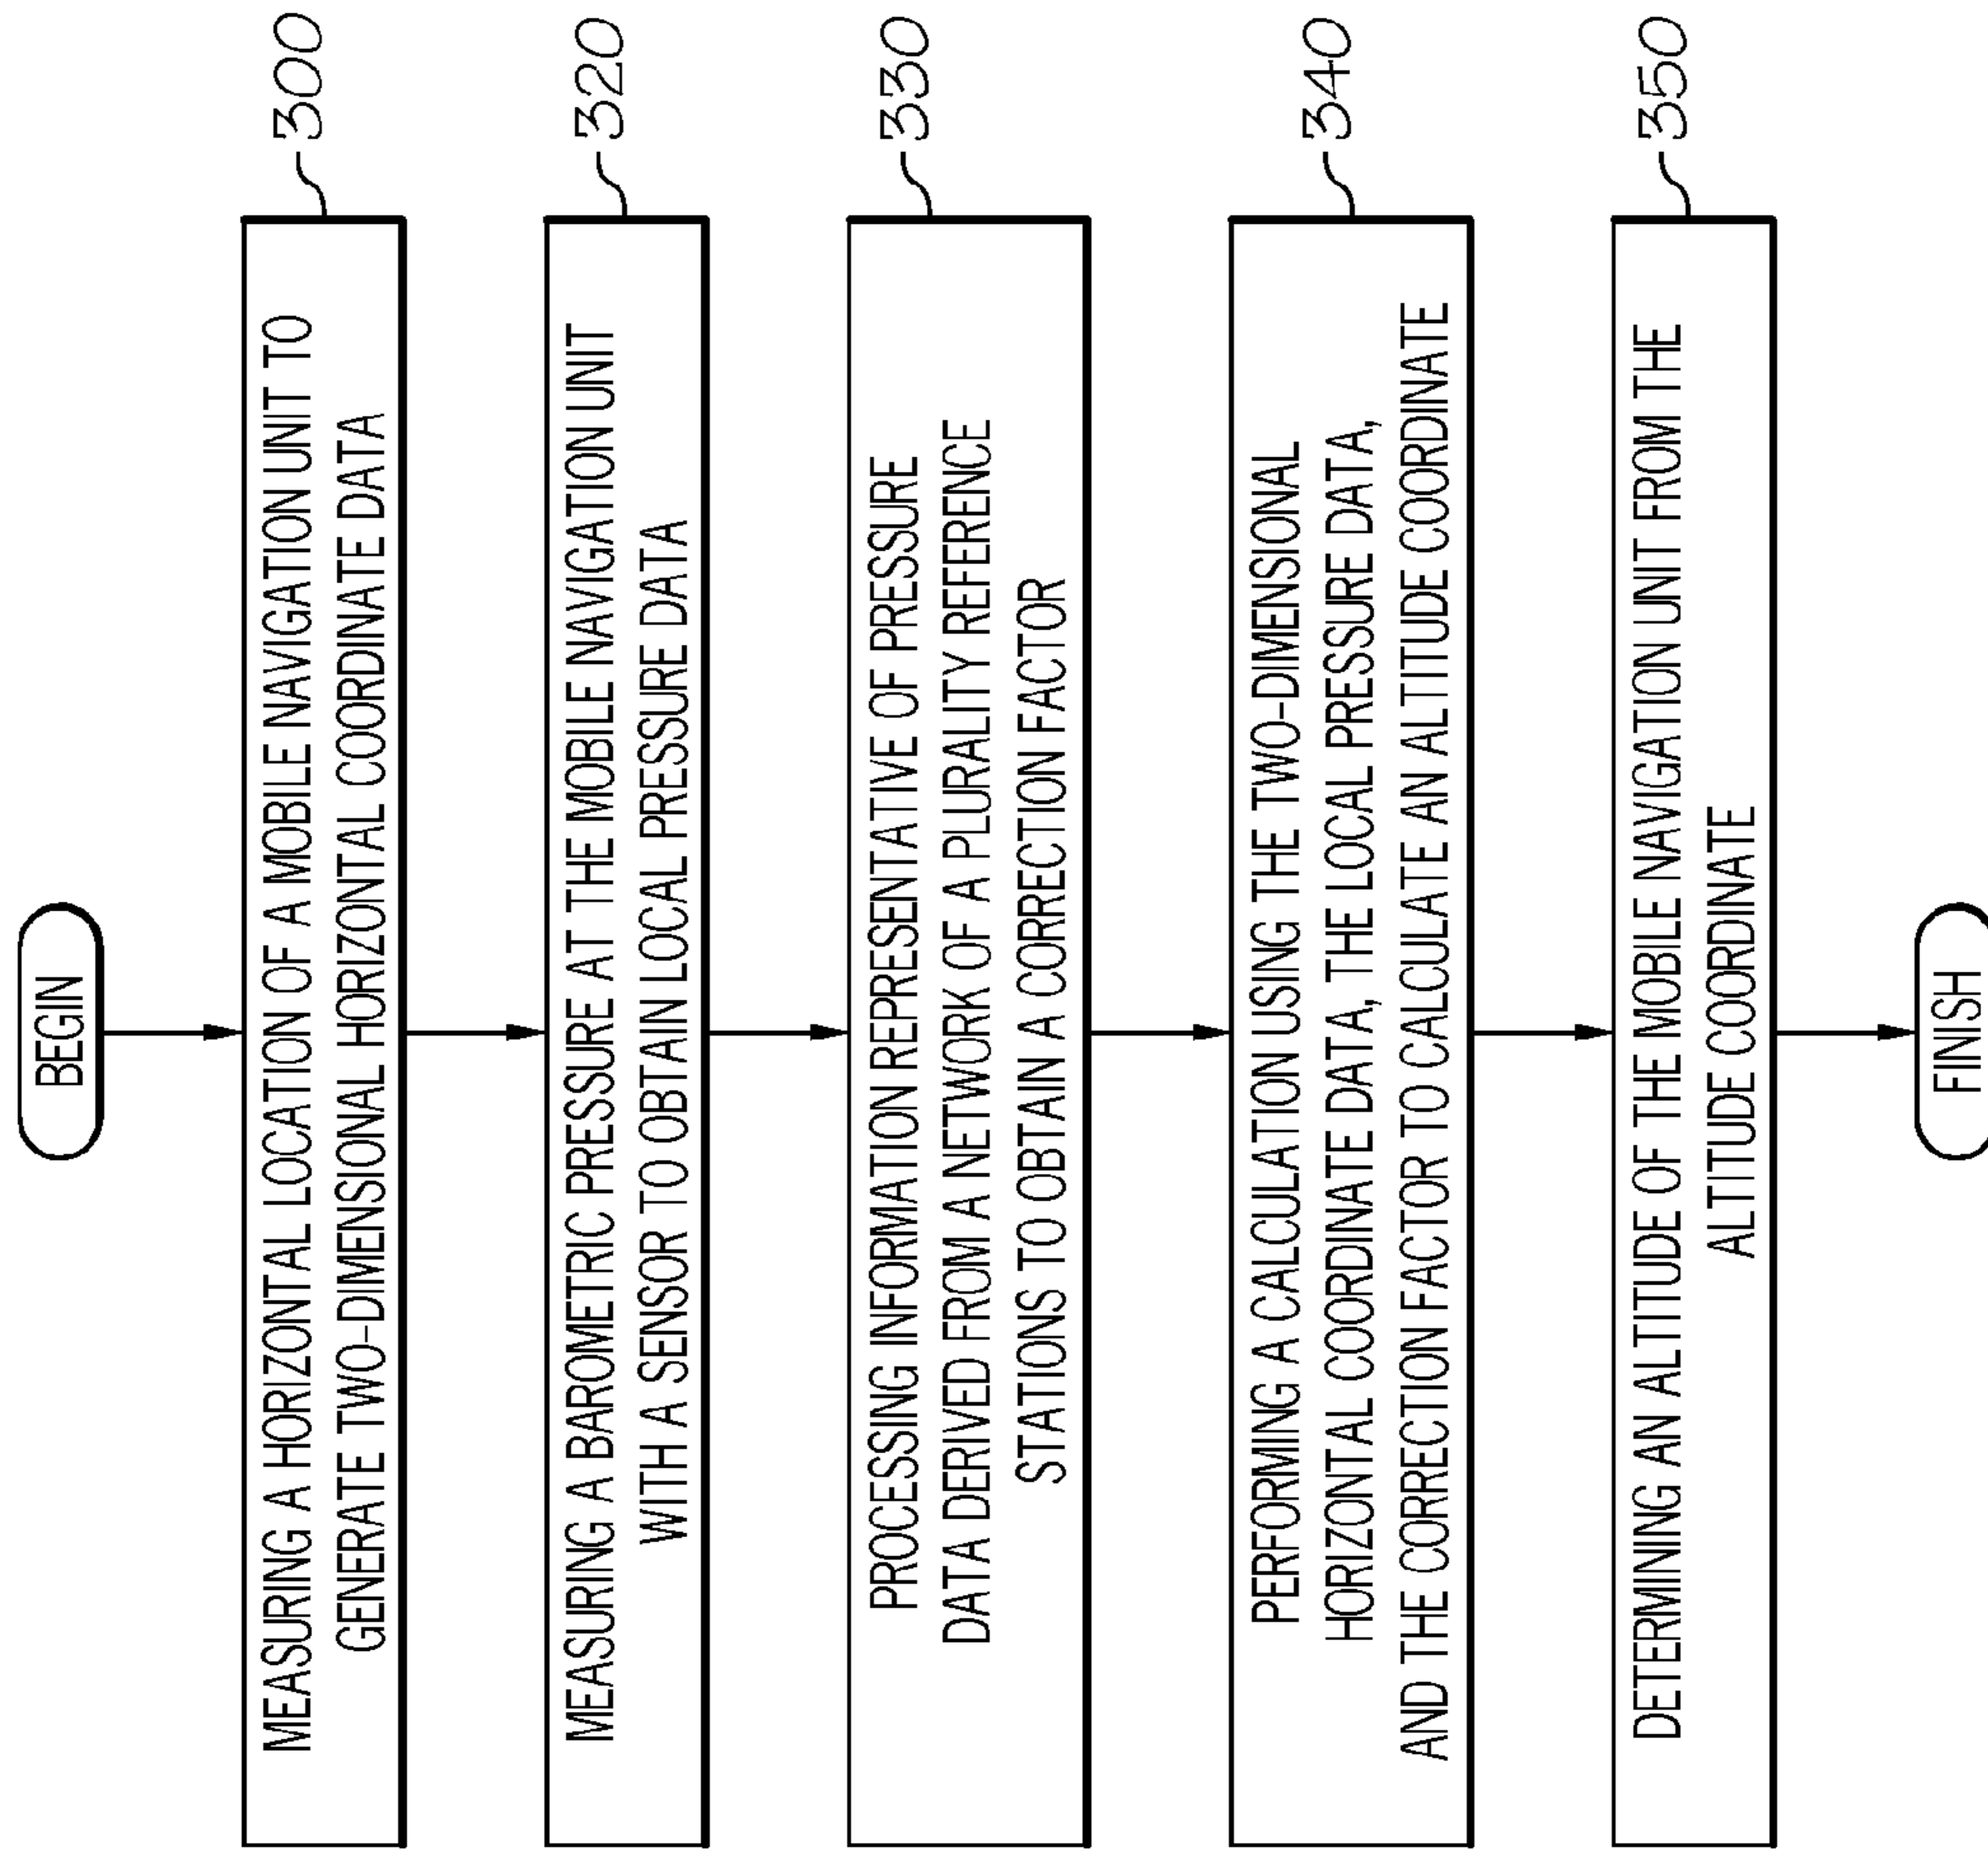 BEGIN
MEASURING A HORIZONTAL LOCATION OF A MOBILE NAVIGATION UNIT TO
GENERATE TWO-DIMENSIONAL HORIZONTAL COORDINATE DATA
300
MEASURING A BAROMETRIC PRESSURE AT THE MOBILE NAVIGATION UNIT
WITH A SENSOR TO OBTAIN LOCAL PRESSURE DATA
320
PROCESSING INFORMATION REPRESENTATIVE OF PRESSURE
DATA DERIVED FROM A NETWORK OF A PLURALITY REFERENCE
STATIONS TO OBTAIN A CORRECTION FACTOR
330
PERFORMING A CALCULATION USING THE TWO-DIMENSIONAL
HORIZONTAL COORDINATE DATA, THE LOCAL PRESSURE DATA,
AND THE CORRECTION FACTOR TO CALCULATE AN ALTITUDE COORDINATE
340
DETERMINING AN ALTITUDE OF THE MOBILE NAVIGATION UNIT FROM THE
ALTITUDE COORDINATE
350
FINISH